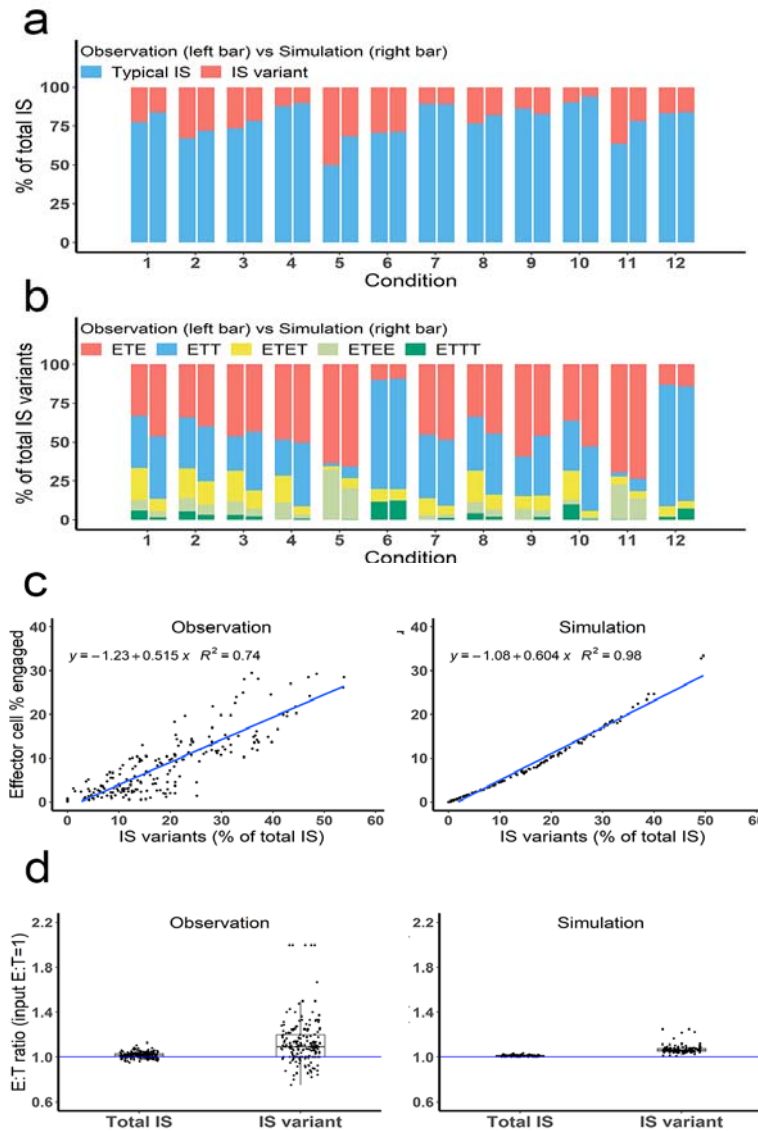 a
Observation (left bar) vs Simulation (right bar)
Typical IS IS variant
% of total IS
100
75
50
25
0
1 2 3 4 5 6 7 8 9 10 11 12
Condition
b
Observation (left bar) vs Simulation (right bar)
ETE ETT ETET ETEE ETTT
% of total IS variants
100
75
50
25
0
1 2 3 4 5 6 7 8 9 10 11 12
Condition
c
Effector cell % engaged
Observation
y = −1.23 + 0.515 x R² = 0.74
40
30
20
10
0
0 10 20 30 40 50 60
IS variants (% of total IS)
Simulation
y = −1.08 + 0.604 x R² = 0.98
40
30
20
10
0
0 10 20 30 40 50 60
IS variants (% of total IS)
d
E:T ratio (input E:T=1)
Observation
2.2
1.8
1.4
1.0
0.6
Total IS IS variant
Simulation
2.2
1.8
1.4
1.0
0.6
Total IS IS variant